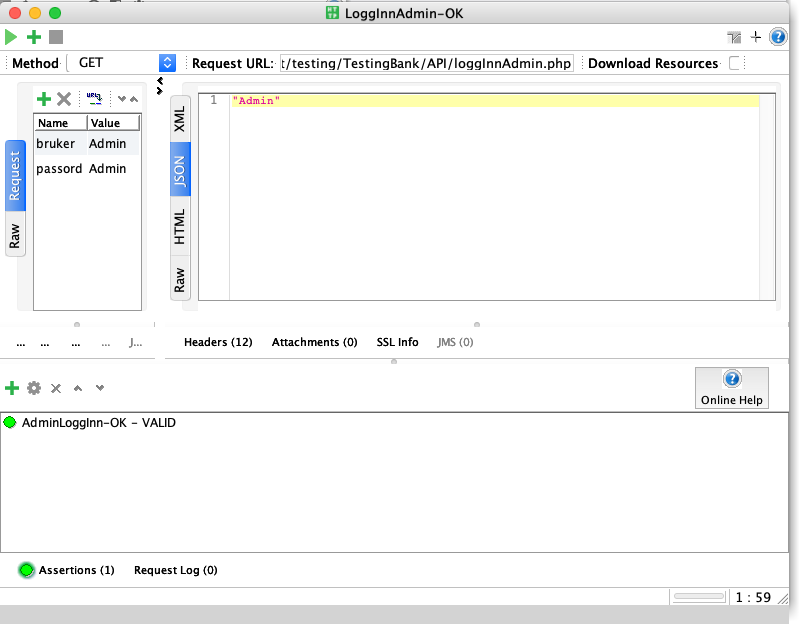 LoggInnAdmin-OK
Method GET Request URL: t/testing/TestingBank/API/loggInnAdmin.php Download Resources
Name Value
bruker Admin
passord Admin
Request
Raw
XML
JSON
HTML
Raw
1 "Admin"
... ... ... ... J...
Headers (12) Attachments (0) SSL Info JMS (0)
Online Help
AdminLoggInn-OK - VALID
Assertions (1) Request Log (0)
1 : 59